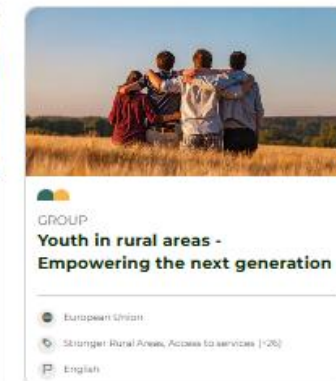 GROUP
Youth in rural areas -
Empowering the next generation
European Union
Stronger Rural Areas, Access to services (+26)
English